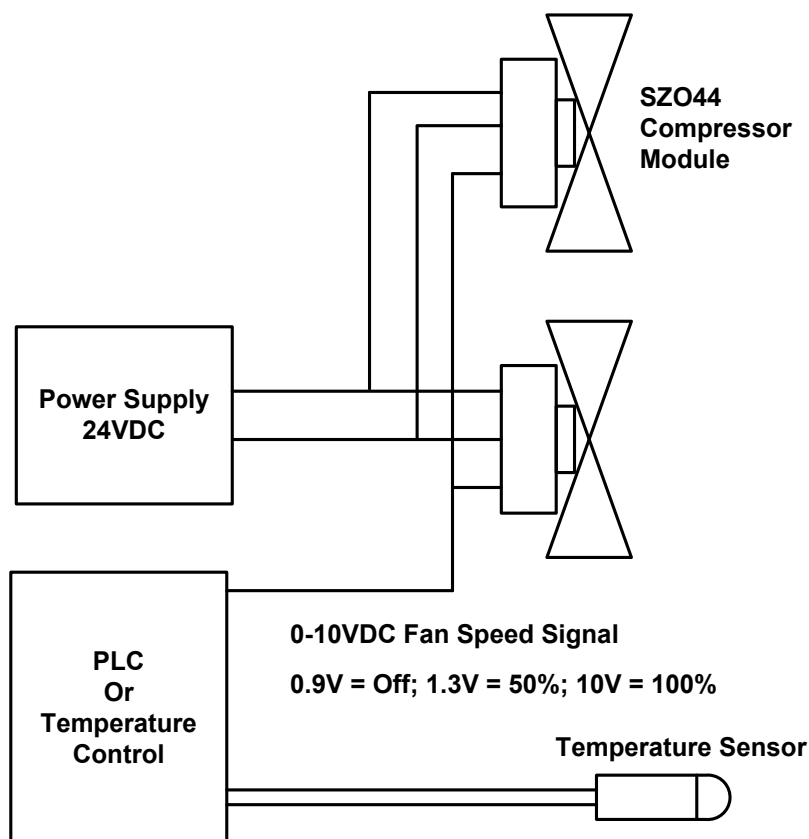 SZO44
Compressor
Module
Power Supply
24VDC
0-10VDC Fan Speed Signal
0.9V = Off; 1.3V = 50%; 10V = 100%
PLC
Or
Temperature
Control
Temperature Sensor